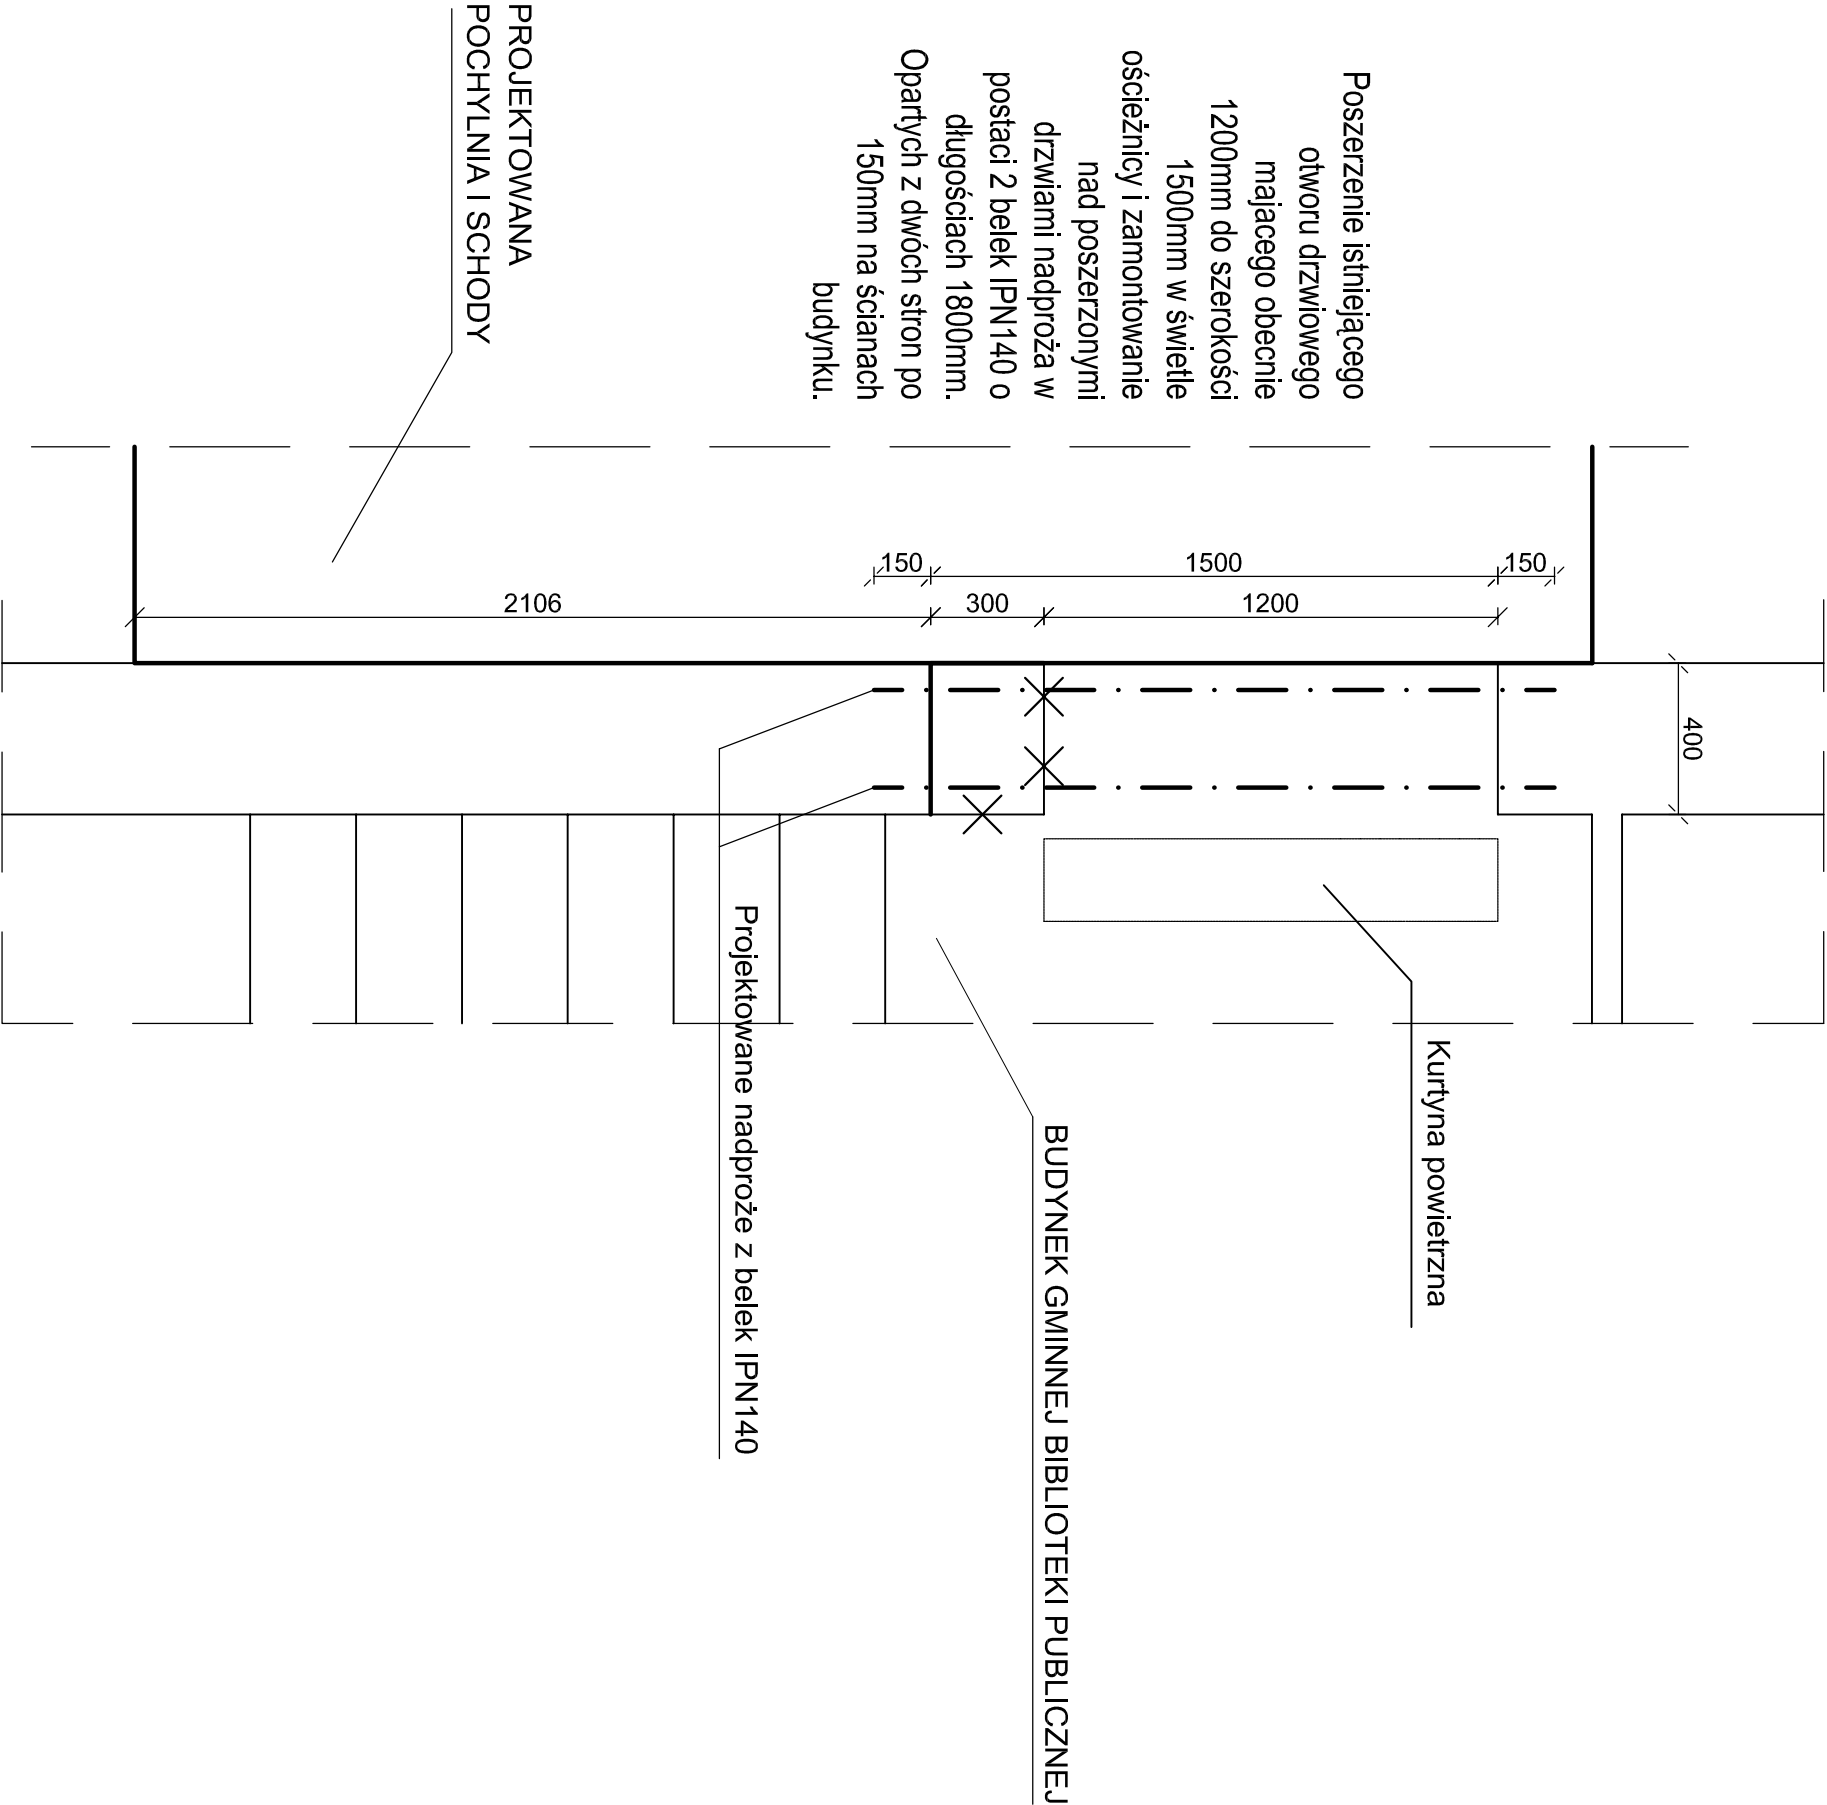 Poszerzenie istniejącego
otworu drzwiowego
majacego obecnie
1200mm do szerokości
1500mm w świetle
ościeżnicy i zamontowanie
nad poszerzonymi
drzwiami nadproża w
postaci 2 belek IPN140 o
długościach 1800mm.
Opartych z dwóch stron po
150mm na ścianach
budynku.
PROJEKTOWANA
POCHYLNIA I SCHODY
150
1500
150
2106
300
1200
400
Kurtyna powietrzna
BUDYNEK GMINNEJ BIBLIOTEKI PUBLICZNEJ
Projektowane nadproże z belek IPN140